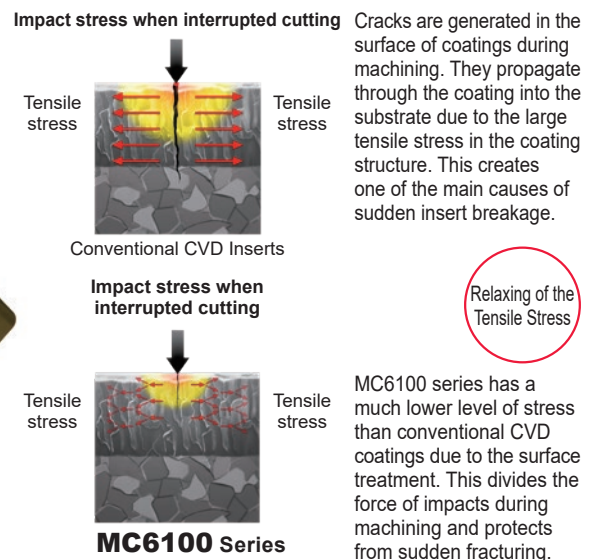 Impact stress when interrupted cutting
Tensile
stress
Tensile
stress
Conventional CVD Inserts
Cracks are generated in the
surface of coatings during
machining. They propagate
through the coating into the
substrate due to the large
tensile stress in the coating
structure. This creates
one of the main causes of
sudden insert breakage.
Relaxing of the
Tensile Stress
Impact stress when
interrupted cutting
Tensile
stress
Tensile
stress
MC6100 Series
MC6100 series has a
much lower level of stress
than conventional CVD
coatings due to the surface
treatment. This divides the
force of impacts during
machining and protects
from sudden fracturing.